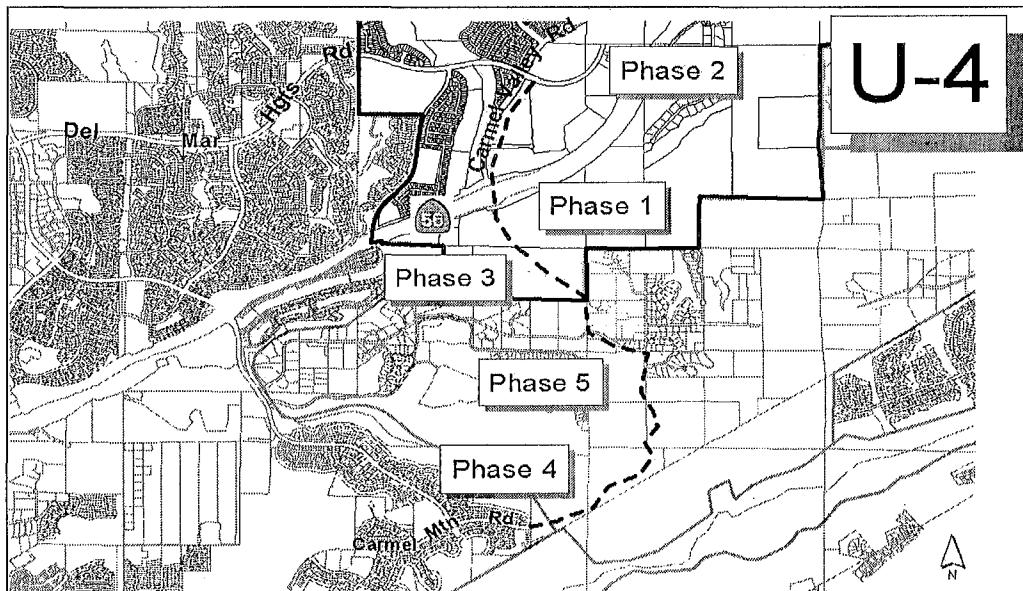 U-4
Phase 2
Rd
Hgts
Mar
Del
Carmel Valley Rd
Phase 1
56
Phase 3
Phase 5
Phase 4
Carmel Mtn Rd
N